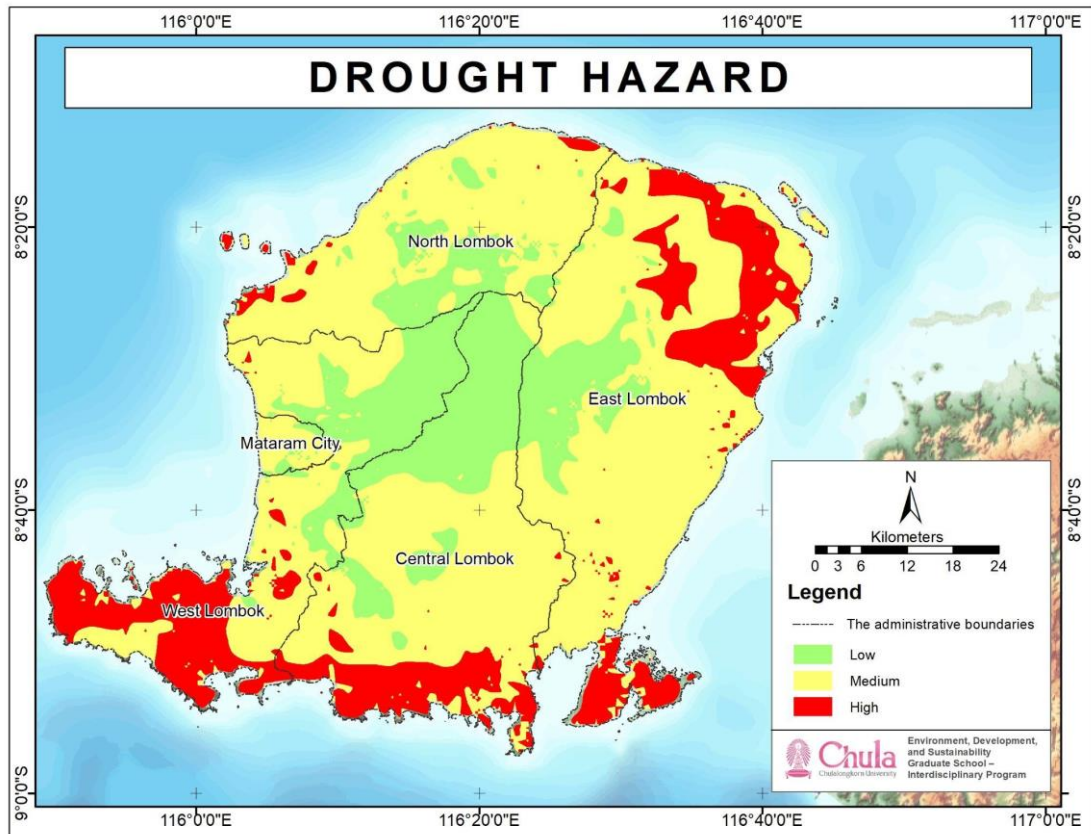 116°0'0"E 116°20'0"E 116°40'0"E 117°0'0"E
DROUGHT HAZARD
8°20'0"S 8°20'0"S
North Lombok
East Lombok
Mataram City
8°40'0"S 8°40'0"S
Central Lombok
West Lombok
N
Kilometers
0 3 6 12 18 24
Legend
The administrative boundaries
Low
Medium
High
Chula
Chulalongkorn University
Environment, Development,
and Sustainability
Graduate School –
Interdisciplinary Program
9°0'0"S 9°0'0"S
116°0'0"E 116°20'0"E 116°40'0"E 117°0'0"E